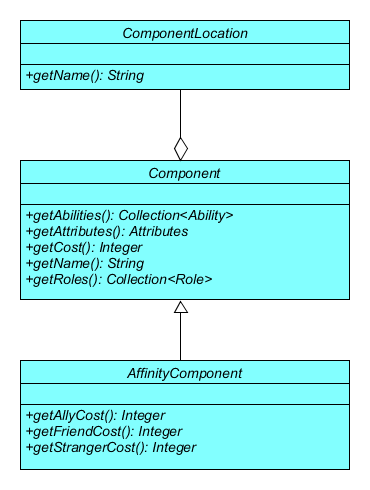 ComponentLocation
+getName(): String
Component
+getAbilities(): Collection<Ability>
+getAttributes(): Attributes
+getCost(): Integer
+getName(): String
+getRoles(): Collection<Role>
AffinityComponent
+getAllyCost(): Integer
+getFriendCost(): Integer
+getStrangerCost(): Integer